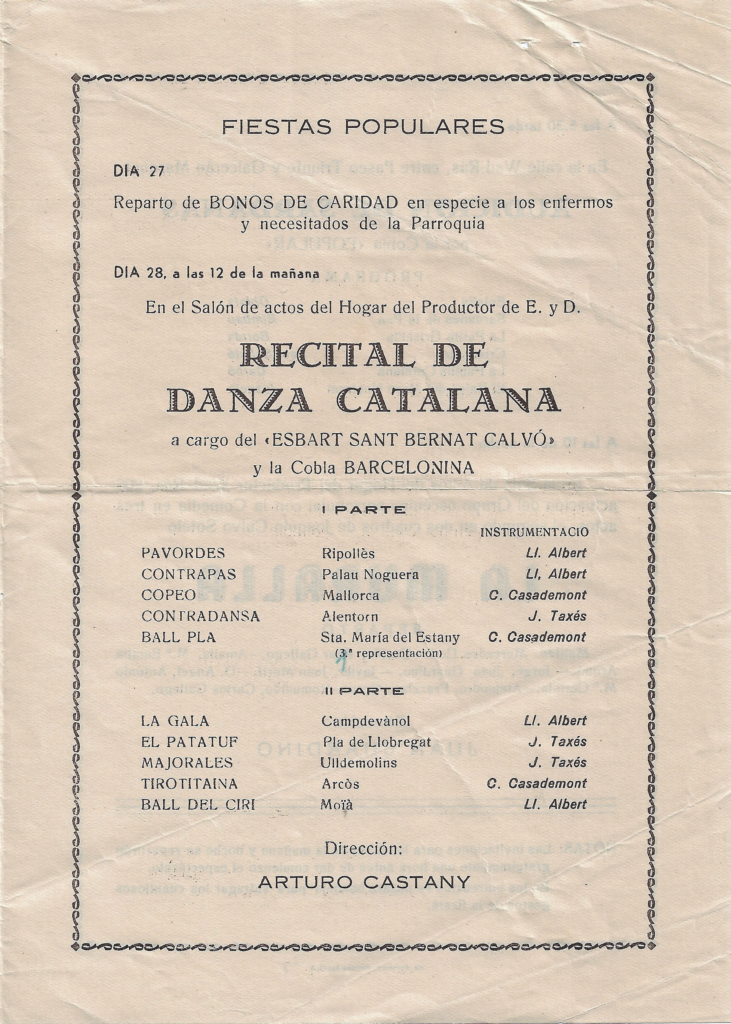 FIESTAS POPULARES
DIA 27
Reparto de BONOS DE CARIDAD en especie a los enfermos
y necesitados de la Parroquia
DIA 28, a las 12 de la mañana
En el Salón de actos del Hogar del Productor de E. y D.
RECITAL DE
DANZA CATALANA
a cargo del «ESBART SANT BERNAT CALVÓ»
y la Cobla BARCELONINA
I PARTE
INSTRUMENTACIO
PAVORDES Ripollès Ll. Albert
CONTRAPAS Palau Noguera Ll, Albert
COPEO Mallorca C. Casademont
CONTRADANSA Alentorn J. Taxés
BALL PLA Sta. María del Estany C. Casademont
(3.ª representación)
II PARTE
LA GALA Campdevànol Ll. Albert
EL PATATUF Pla de Llobregat J. Taxés
MAJORALES Ulldemolins J. Taxés
TIROTITAINA Arcòs C. Casademont
BALL DEL CIRI Moïà Ll. Albert
Dirección:
ARTURO CASTANY